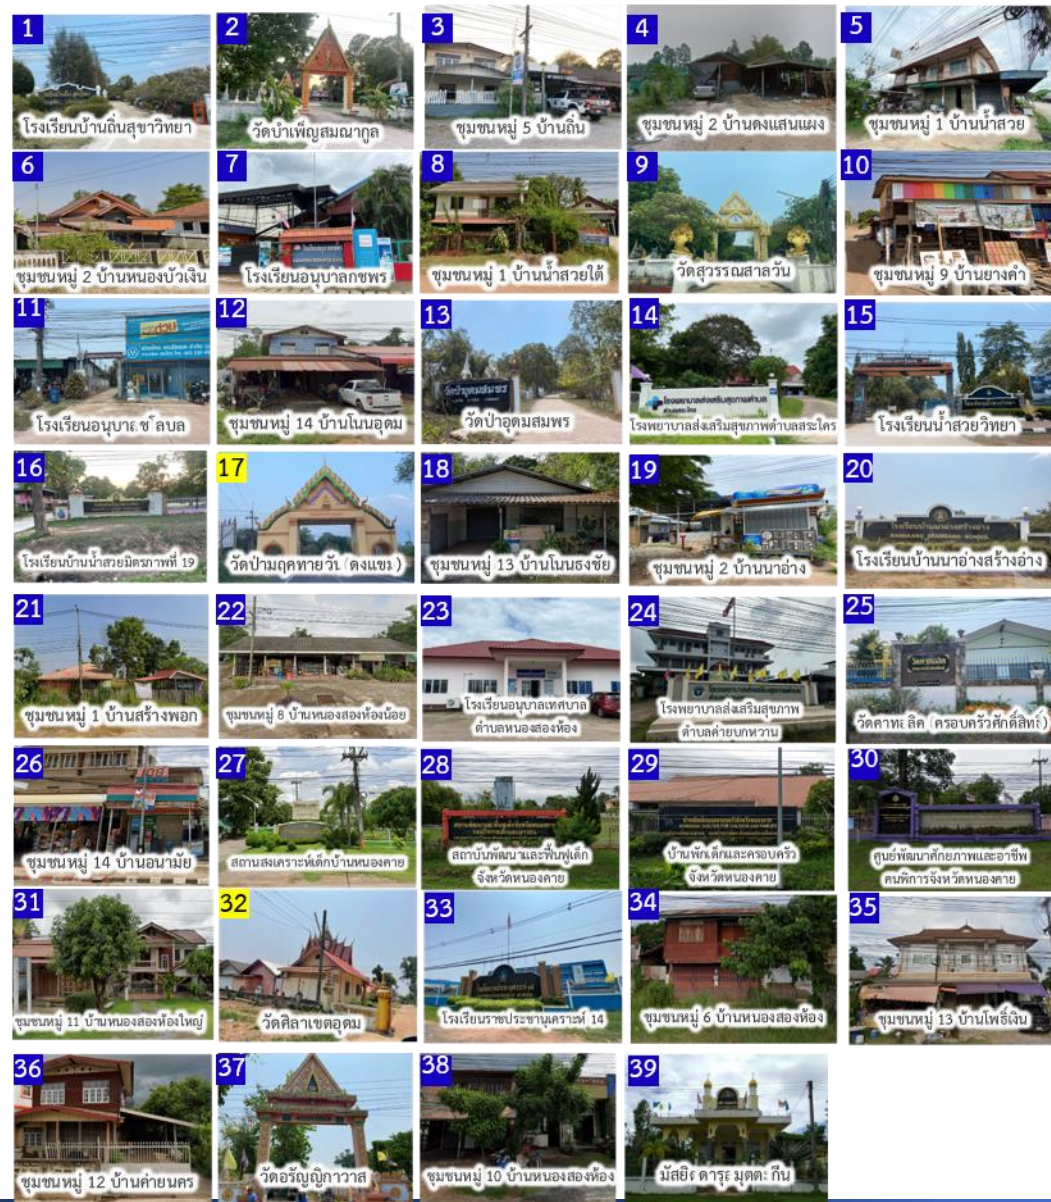 1
โรงเรียนบ้านถิ่นสุขาวิทยา
2
วัดบำเพ็ญสมณากูล
3
ชุมชนหมู่ 5 บ้านถิ่น
4
ชุมชนหมู่ 2 บ้านดงแสนแผง
5
ชุมชนหมู่ 1 บ้านน้ำสวย
6
ชุมชนหมู่ 2 บ้านหนองบัวเงิน
7
โรงเรียนอนุบาลกชพร
8
ชุมชนหมู่ 1 บ้านน้ำสวยใต้
9
วัดสุวรรณสาลวัน
10
ชุมชนหมู่ 9 บ้านยางคำ
11
12
ชุมชนหมู่ 14 บ้านโนนอุดม
13
วัดป่าอุดมสมพร
วัดป่าอุดมสมพร
14
โรงพยาบาลส่งเสริมสุขภาพตำบล
โรงพยาบาลส่งเสริมสุขภาพตำบลสระใคร
15
โรงเรียนน้ำสวยวิทยา
16
โรงเรียนบ้านน้ำสวยมิตรภาพที่ 19
17
วัดป่ามฤคทายวัน
18
ชุมชนหมู่ 13 บ้านโนนธงชัย
19
ชุมชนหมู่ 2 บ้านนาอ่าง
20
โรงเรียนบ้านนาอ่างสร้างอ่าง
โรงเรียนบ้านนาอ่างสร้างอ่าง
21
ชุมชนหมู่ 1 บ้านสร้างพอก
22
ชุมชนหมู่ 8 บ้านหนองสองห้องน้อย
23
โรงเรียนอนุบาลเทศบาล
ตำบลหนองสองห้อง
24
โรงพยาบาลส่งเสริมสุขภาพ
ตำบลค่ายบกหวาน
25
(ครอบครัวศักดิ์สิทธิ์)
26
108
ชุมชนหมู่ 14 บ้านอนามัย
27
สถานสงเคราะห์เด็กบ้านหนองคาย
28
สถาบันพัฒนาและฟื้นฟูเด็ก
จังหวัดหนองคาย
29
บ้านพักเด็กและครอบครัว
จังหวัดหนองคาย
30
ศูนย์พัฒนาศักยภาพและอาชีพ
คนพิการจังหวัดหนองคาย
31
ชุมชนหมู่ 11 บ้านหนองสองห้องใหญ่
32
วัดศิลาเขตอุดม
33
โรงเรียนราชประชานุเคราะห์ 14
34
ชุมชนหมู่ 6 บ้านหนองสองห้อง
35
ชุมชนหมู่ 13 บ้านโพธิ์เงิน
36
ชุมชนหมู่ 12 บ้านค่ายนคร
37
วัดอรัญญิกาวาส
38
ชุมชนหมู่ 10 บ้านหนองสองห้อง
39